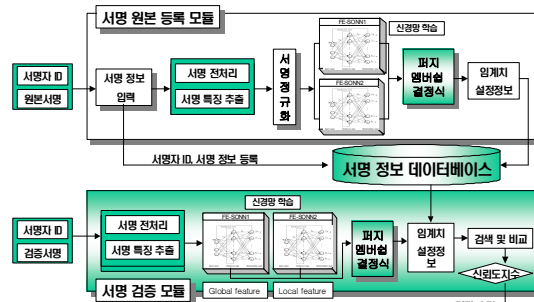 서명 원본 등록 모듈
신경망 학습
서명자 ID
원본서명
서명 정보
입력
서명 전처리
서명 특징 추출
서
명
정
규
화
FE-SONN1
FE-SONN2
퍼지
멤버쉽
결정식
임계치
설정정보
서명자 ID, 서명 정보 등록
서명 정보 데이터베이스
신경망 학습
서명자 ID
검증서명
서명 전처리
서명 특징 추출
FE-SONN1
FE-SONN2
퍼지
멤버쉽
결정식
임계치
설정정
보
검색 및 비교
신뢰도지수
서명 검증 모듈
Global feature
Local feature